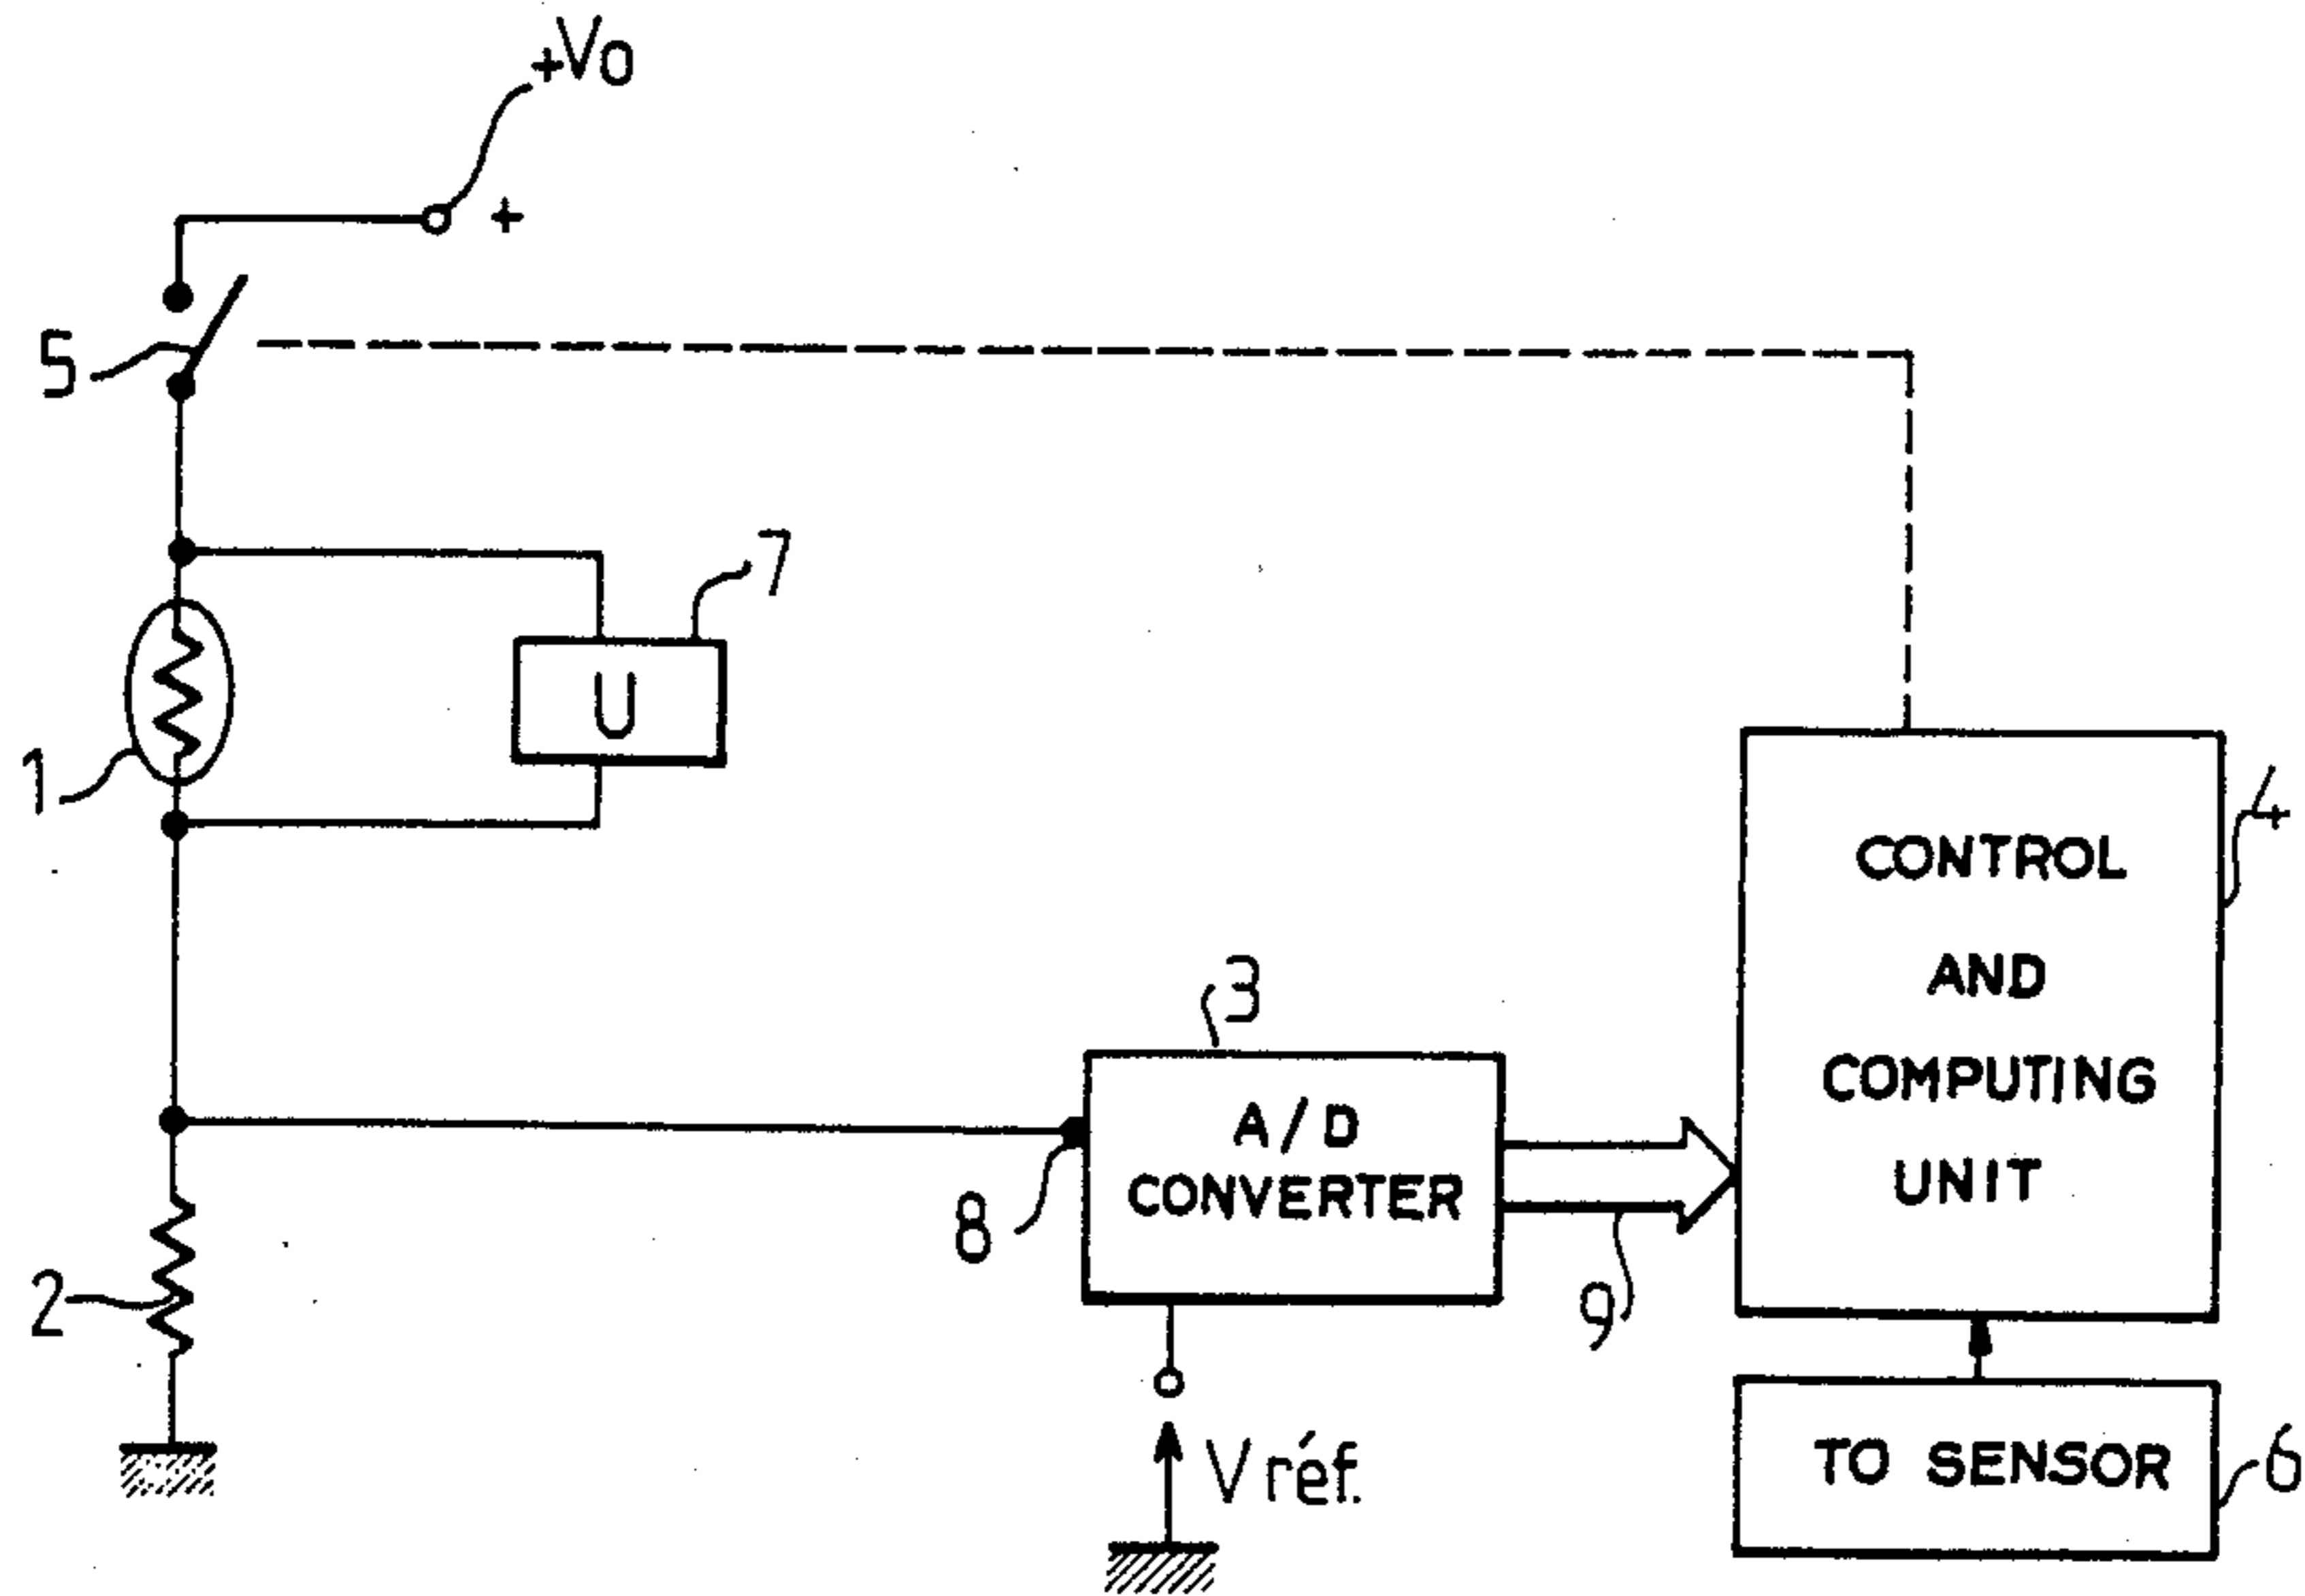 +Vo
+
5
7
U
1
4
CONTROL
AND
COMPUTING
UNIT
3
A/D
CONVERTER
8
9
2
Vréf.
TO SENSOR
6